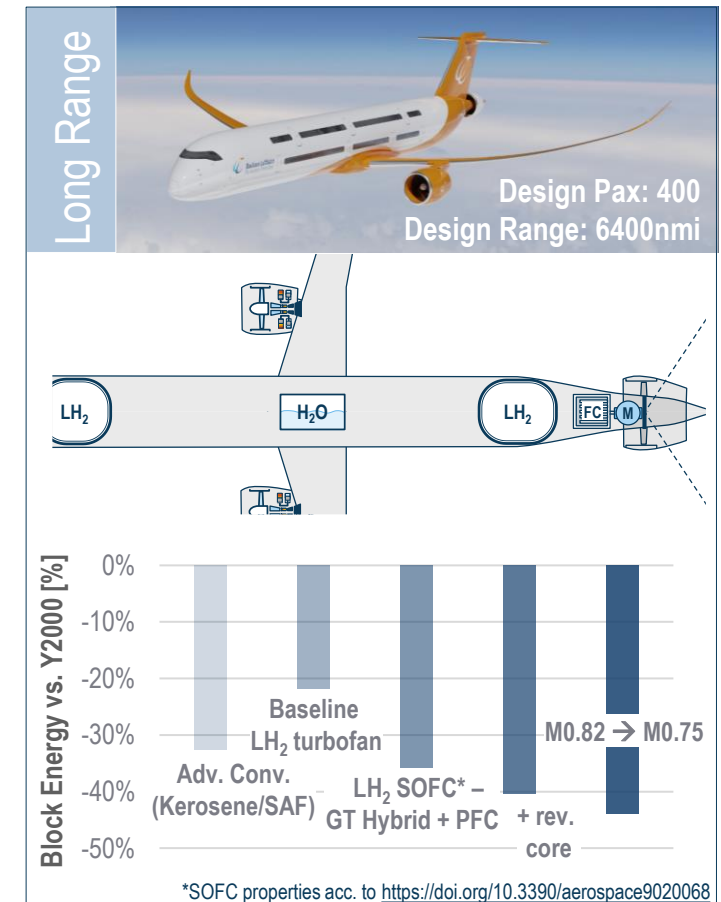 Long Range
Design Pax: 400
Design Range: 6400nmi
LH₂
H₂O
LH₂
FC
M
Block Energy vs. Y2000 [%]
0%
-10%
-20%
-30%
-40%
-50%
Adv. Conv.
(Kerosene/SAF)
Baseline
LH₂ turbofan
LH₂ SOFC* –
GT Hybrid + PFC
+ rev.
core
M0.82 → M0.75
*SOFC properties acc. to https://doi.org/10.3390/aerospace9020068